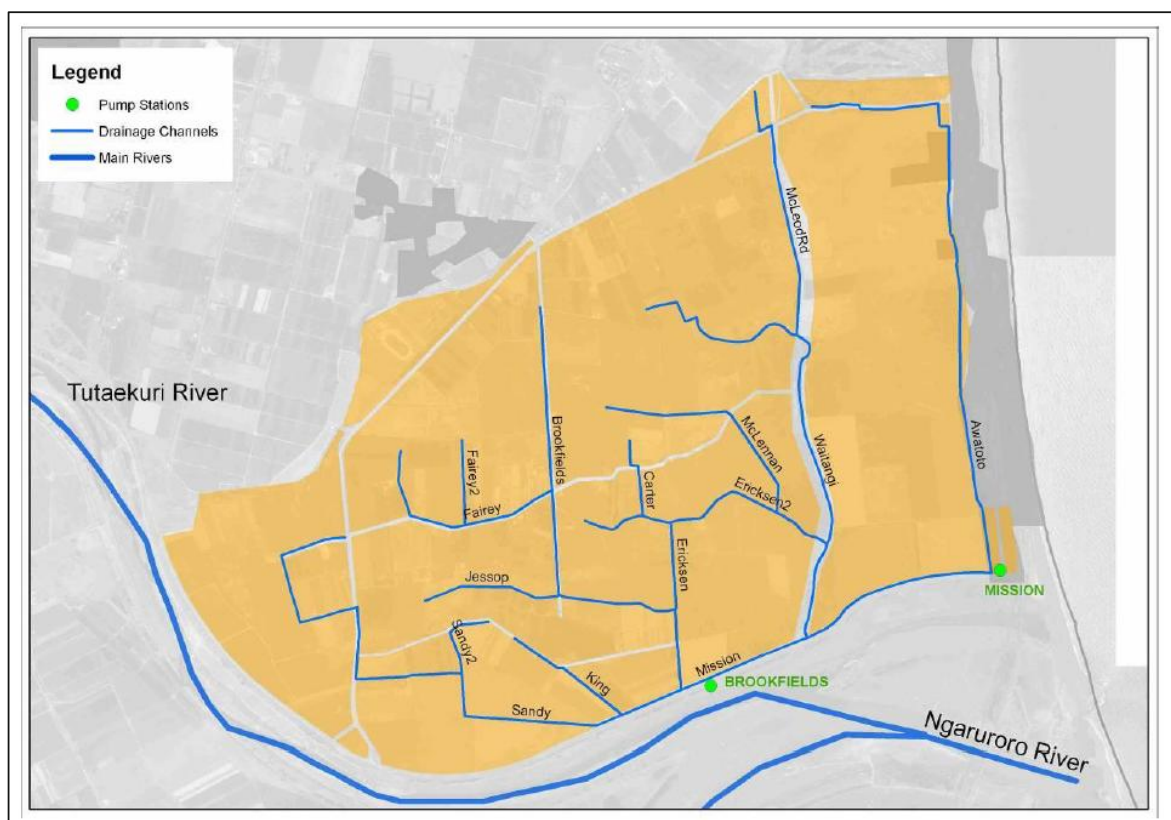 Legend
Pump Stations
Drainage Channels
Main Rivers
McLeodRd
Tutaekuri River
Brookfields
McLennan
Waitangi
Awatoto
Fairey2
Carter
Ericksen2
Fairey
Ericksen
Jessop
MISSION
Sandy2
Mission
King
BROOKFIELDS
Sandy
Ngaruroro River